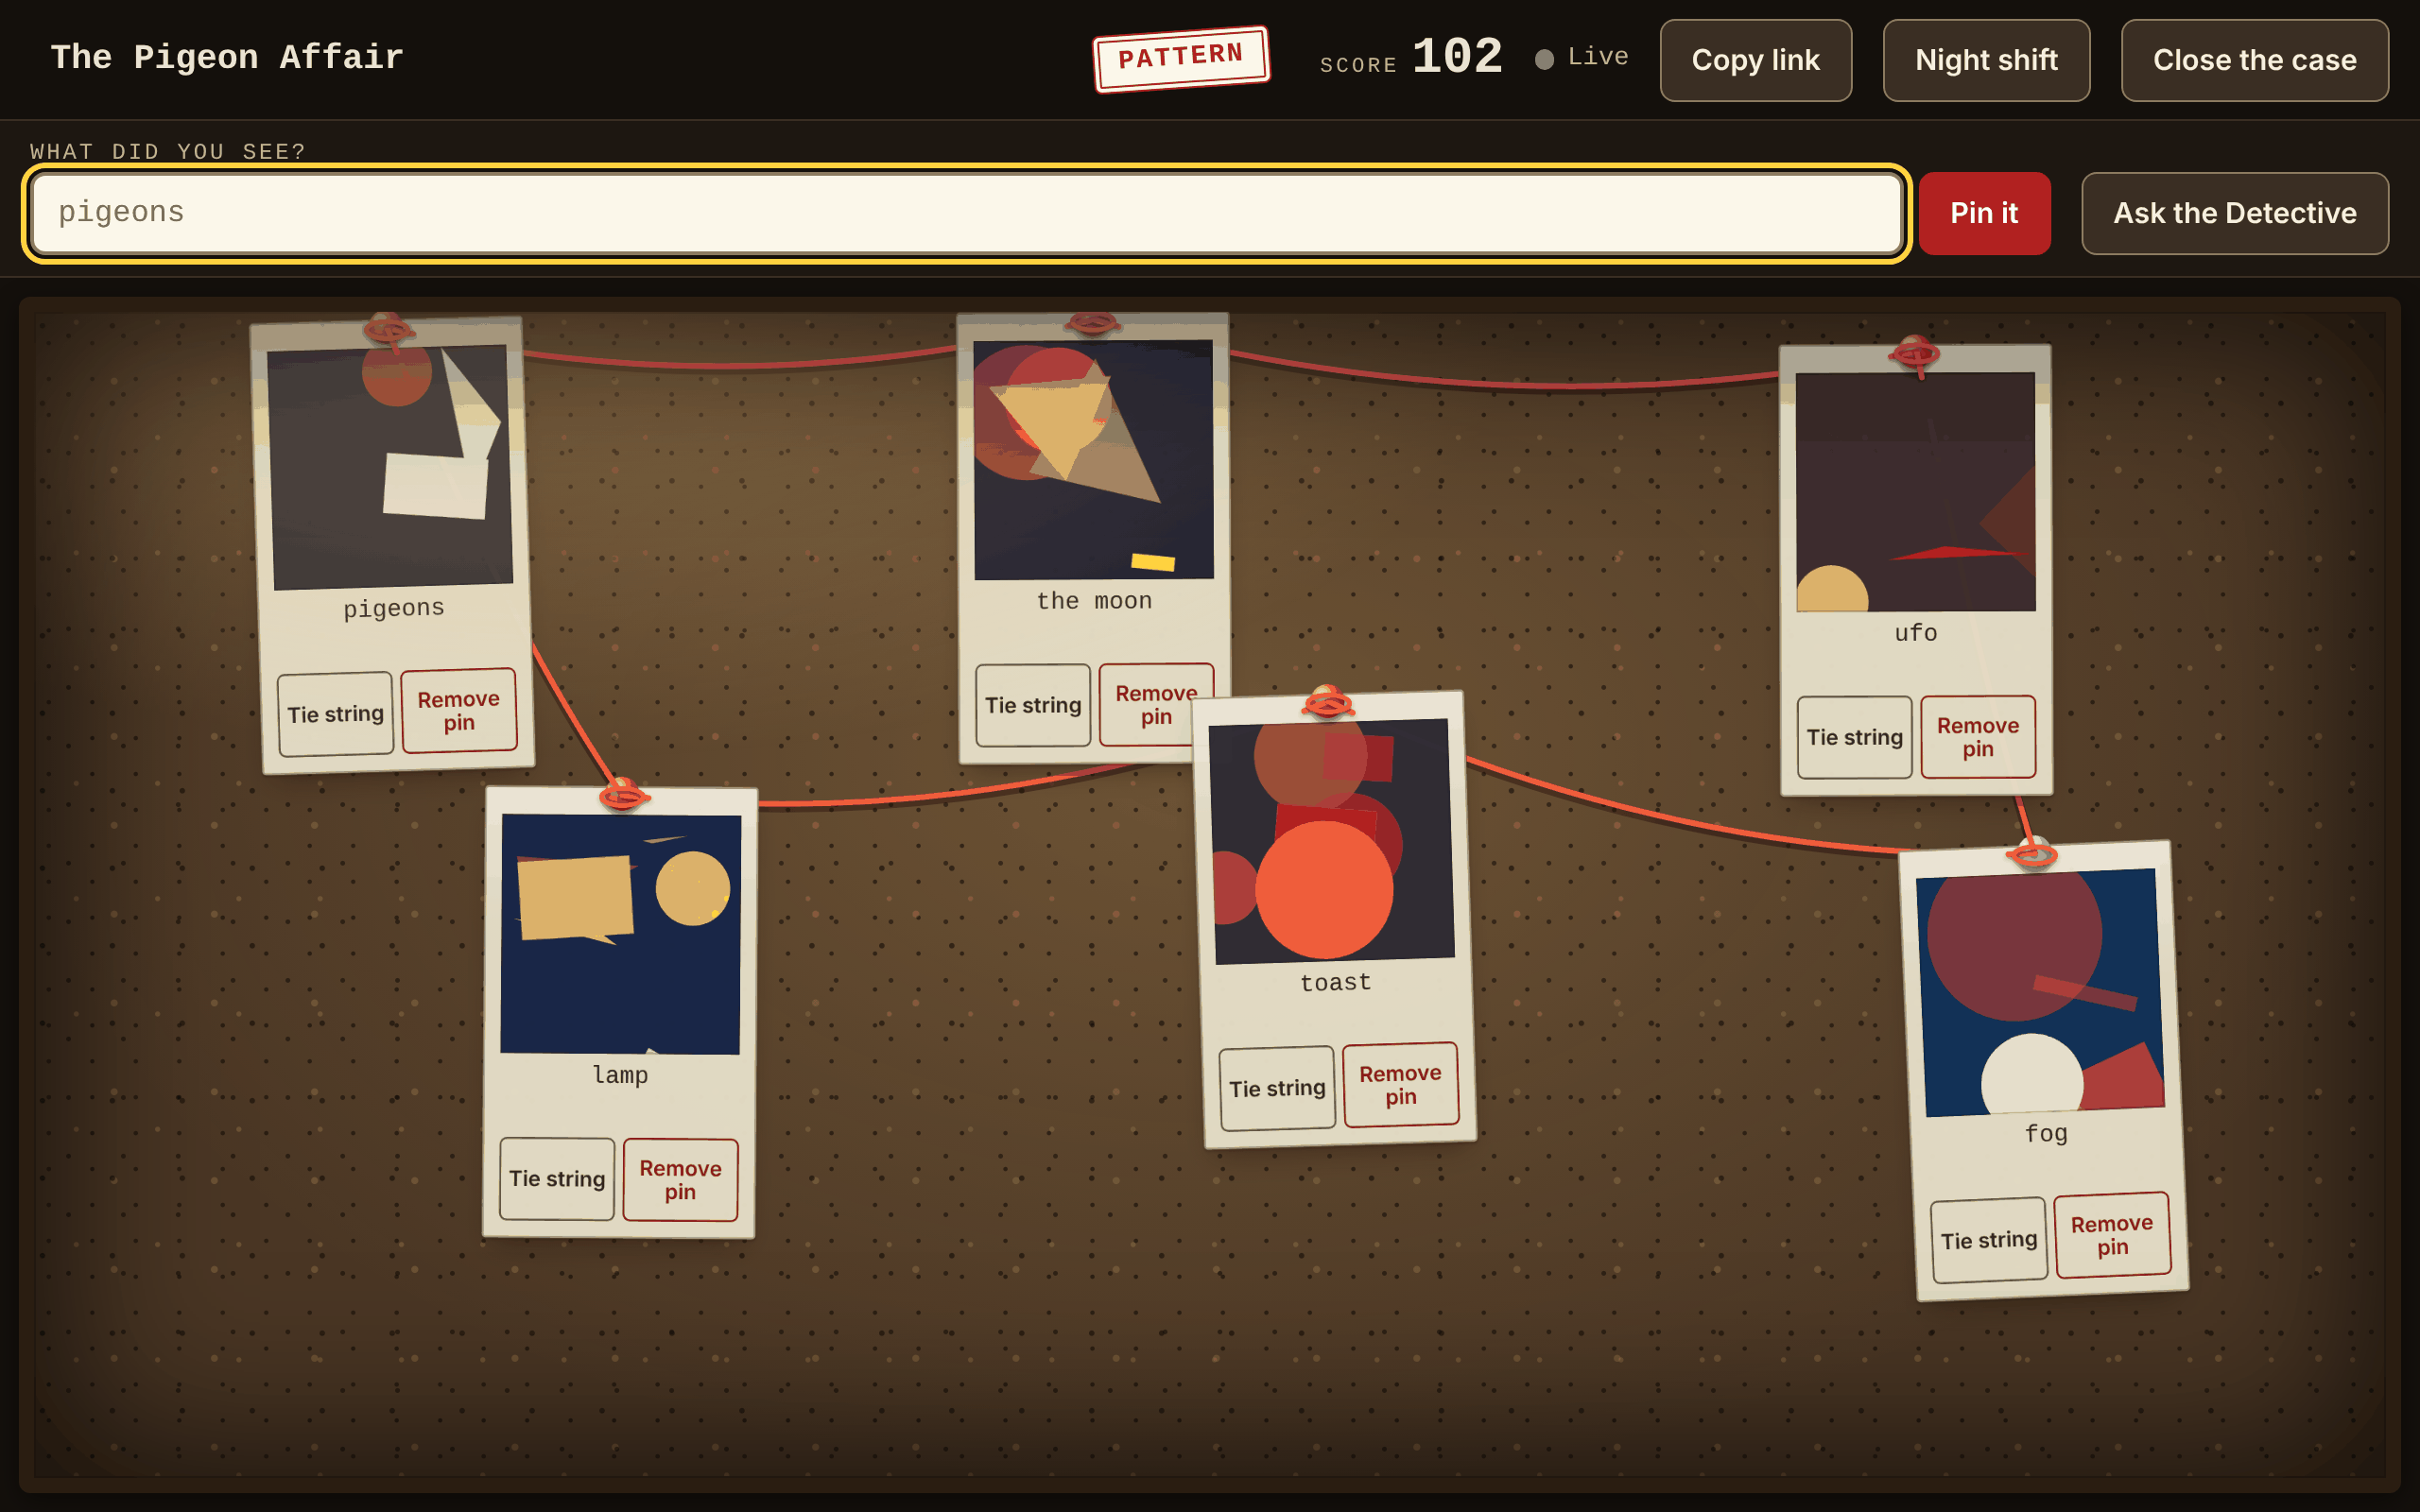 The Pigeon Affair
PATTERN
SCORE 102
Live
Copy link
Night shift
Close the case
WHAT DID YOU SEE?
pigeons
Pin it
Ask the Detective
pigeons
Tie string
Remove
pin
the moon
Tie string
Remove
pin
ufo
Tie string
Remove
pin
lamp
Tie string
Remove
pin
toast
Tie string
Remove
pin
fog
Tie string
Remove
pin